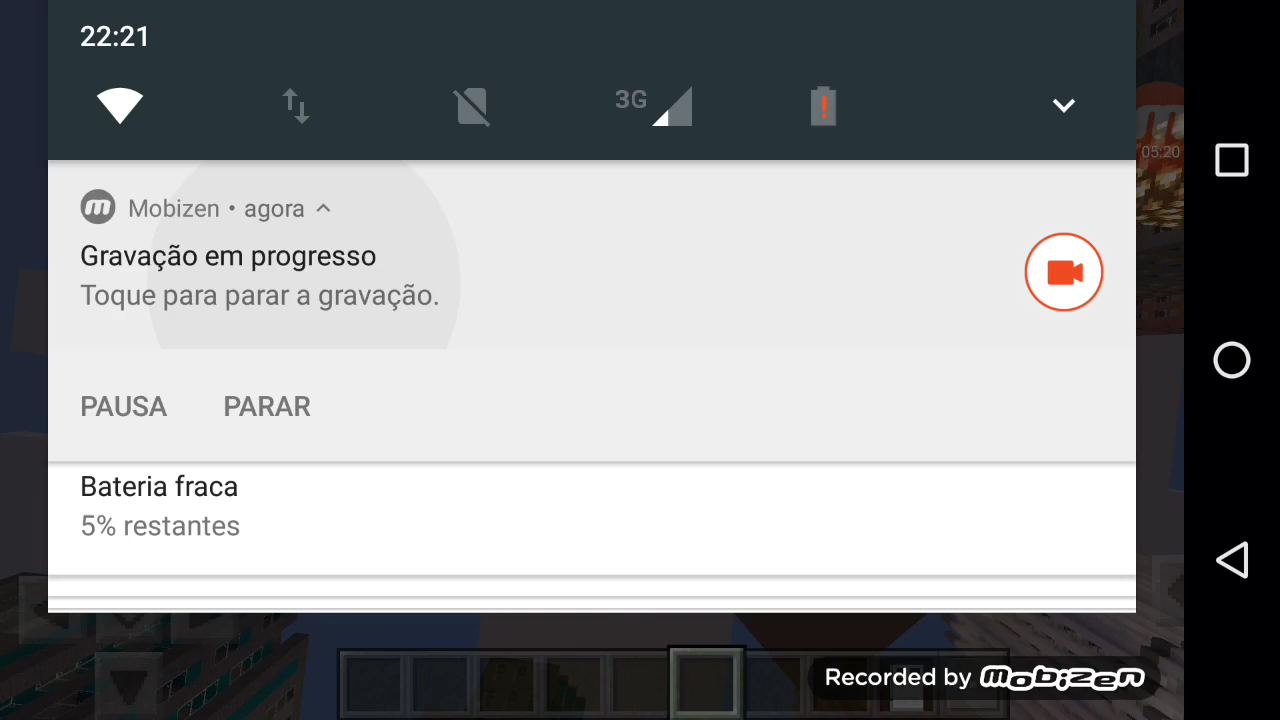 22:21
3G
05:20
Mobizen • agora
Gravação em progresso
Toque para parar a gravação.
PAUSA PARAR
Bateria fraca
5% restantes
Recorded by mobizen